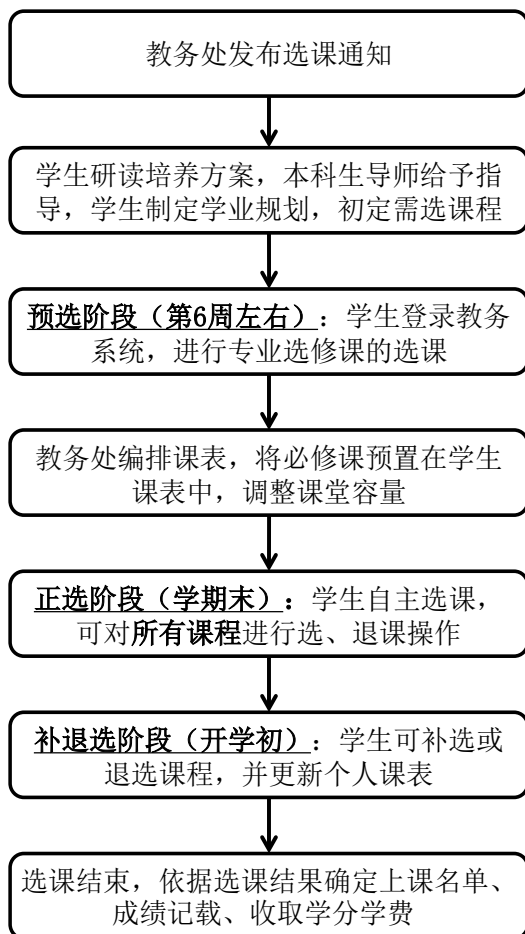 教务处发布选课通知
学生研读培养方案，本科生导师给予指
导，学生制定学业规划，初定需选课程
预选阶段（第6周左右）：学生登录教务
系统，进行专业选修课的选课
教务处编排课表，将必修课预置在学生
课表中，调整课堂容量
正选阶段（学期末）：学生自主选课，
可对所有课程进行选、退课操作
补退选阶段（开学初）：学生可补选或
退选课程，并更新个人课表
选课结束，依据选课结果确定上课名单、
成绩记载、收取学分学费